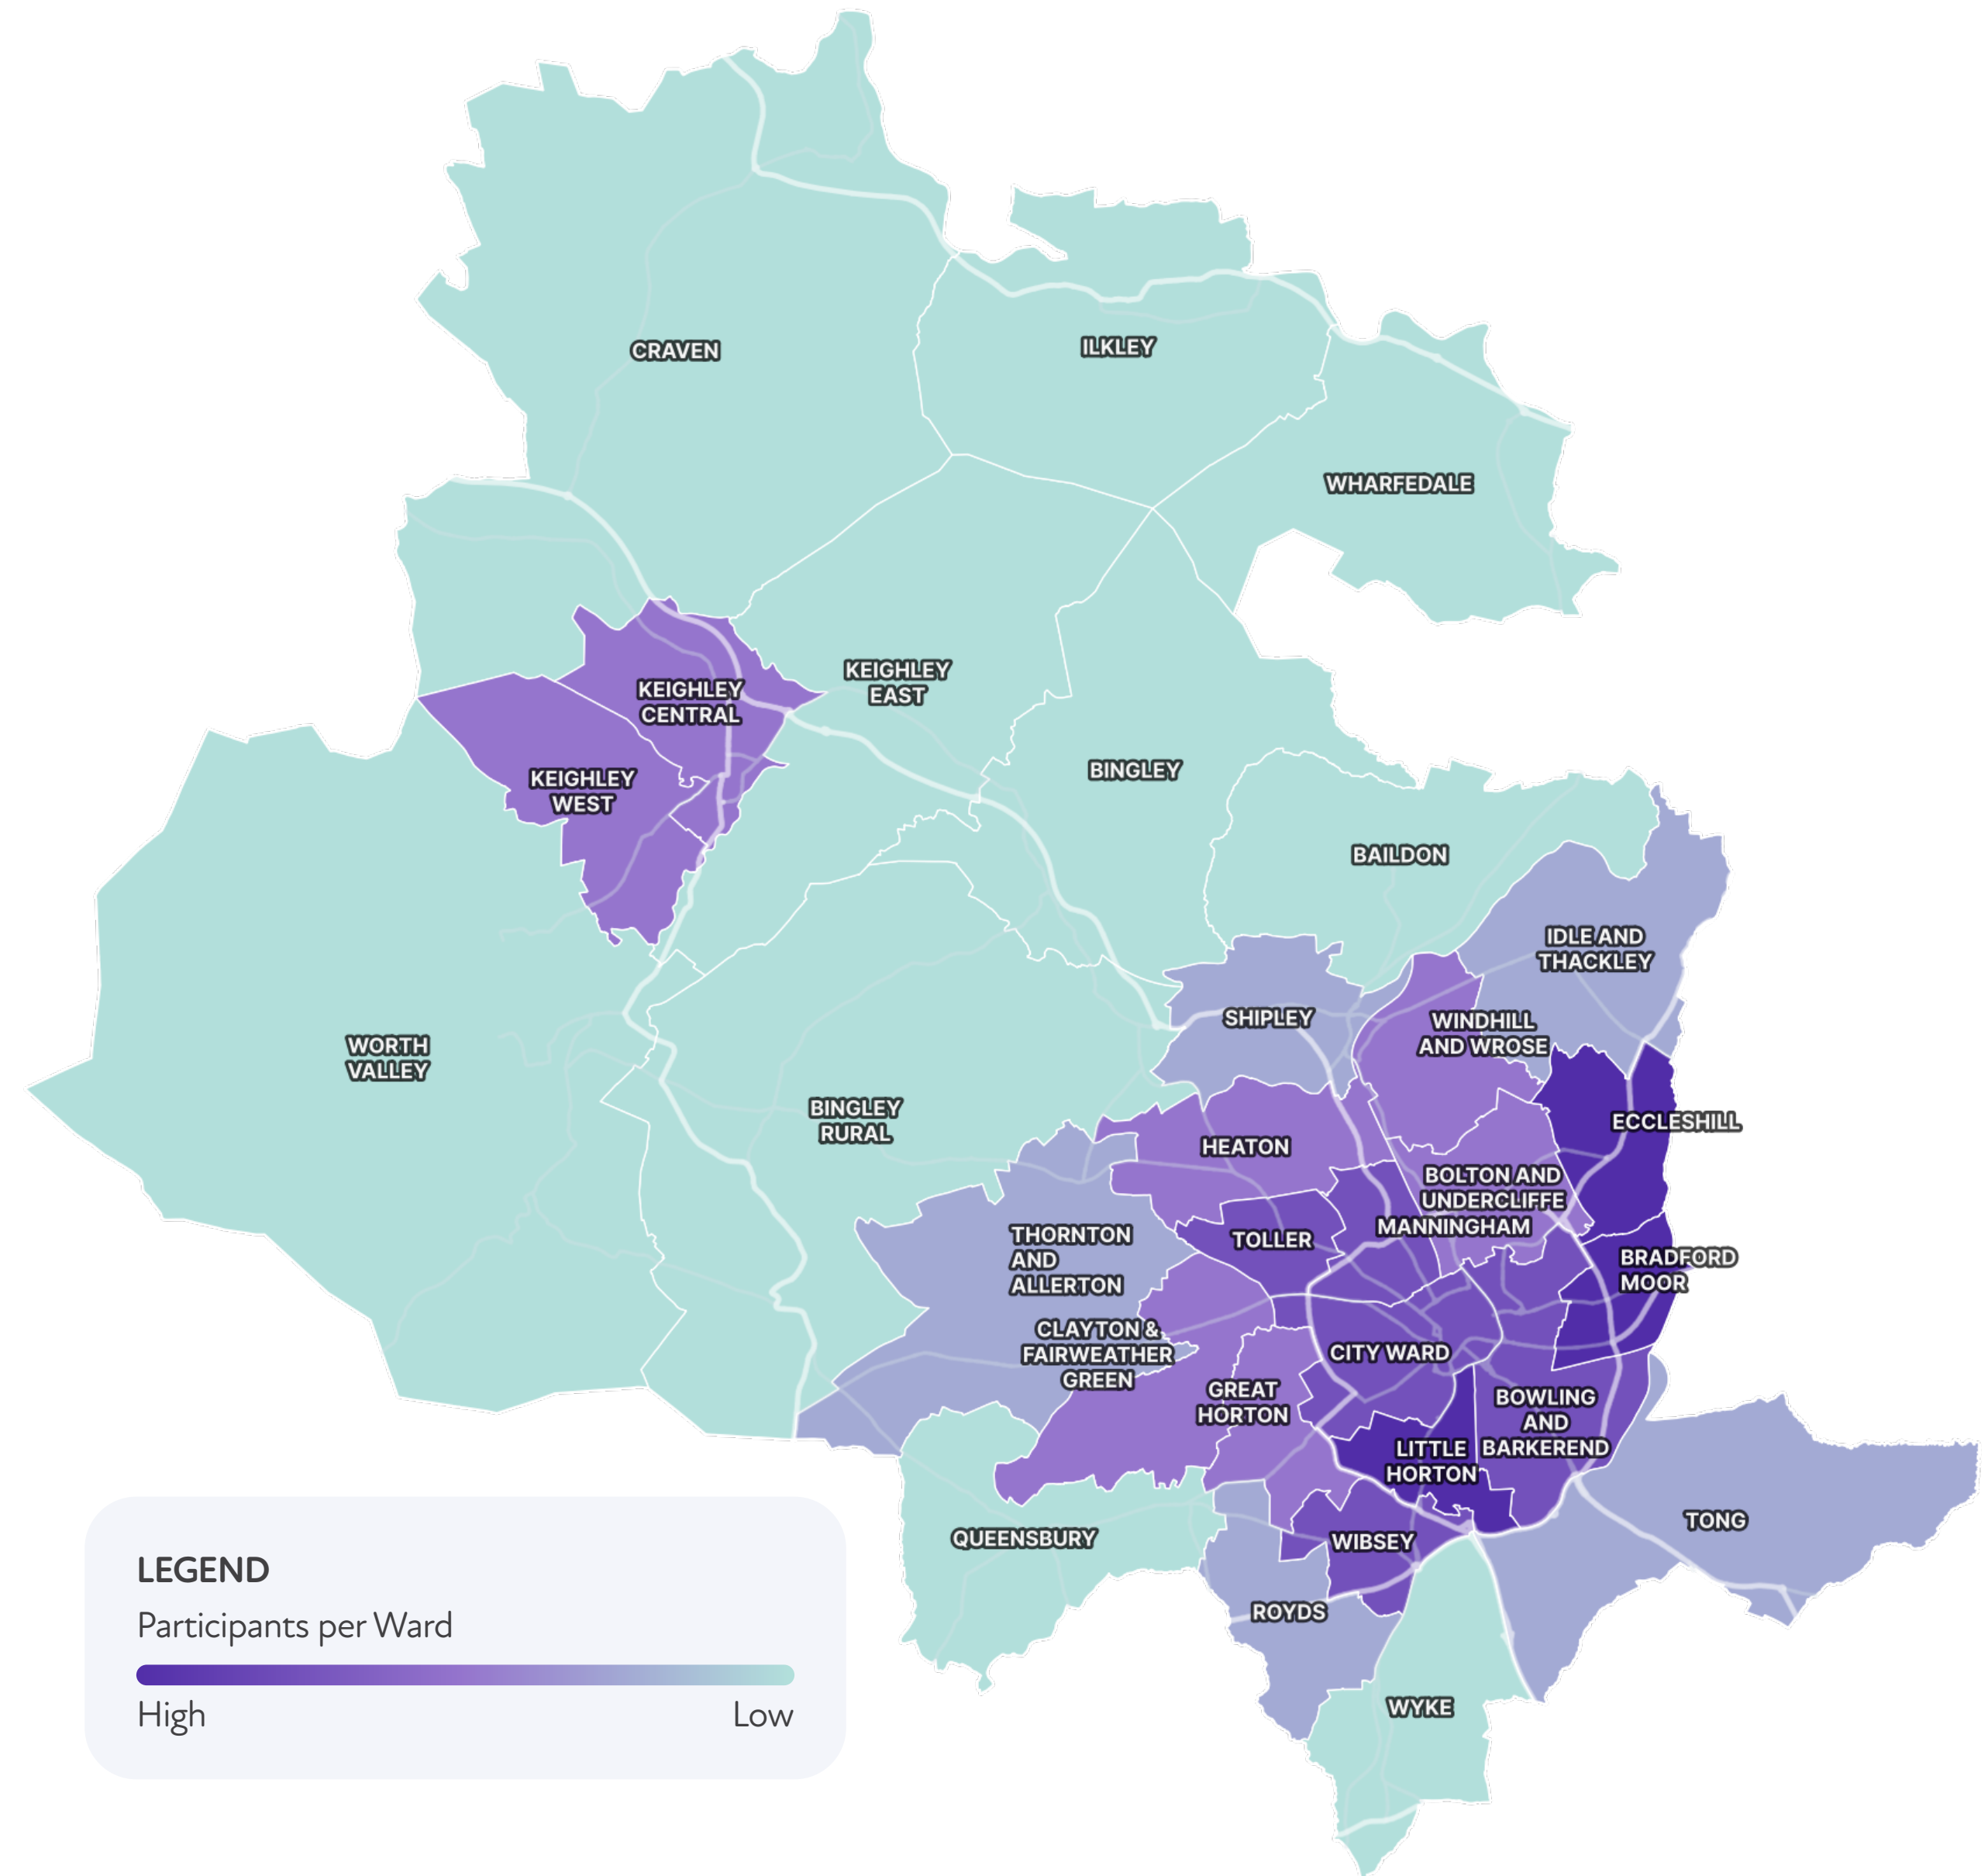 CRAVEN
ILKLEY
WHARFEDALE
KEIGHLEY
EAST
KEIGHLEY
CENTRAL
KEIGHLEY
WEST
BINGLEY
BAILDON
IDLE AND
THACKLEY
SHIPLEY
WINDHILL
AND WROSE
WORTH
VALLEY
BINGLEY
RURAL
HEATON
ECCLESHILL
BOLTON AND
UNDERCLIFFE
MANNINGHAM
TOLLER
THORNTON
AND
ALLERTON
BRADFORD
MOOR
CLAYTON &
FAIRWEATHER
GREEN
CITY WARD
GREAT
HORTON
BOWLING
AND
BARKEREND
LITTLE
HORTON
QUEENSBURY
WIBSEY
TONG
ROYDS
WYKE
LEGEND
Participants per Ward
High
Low